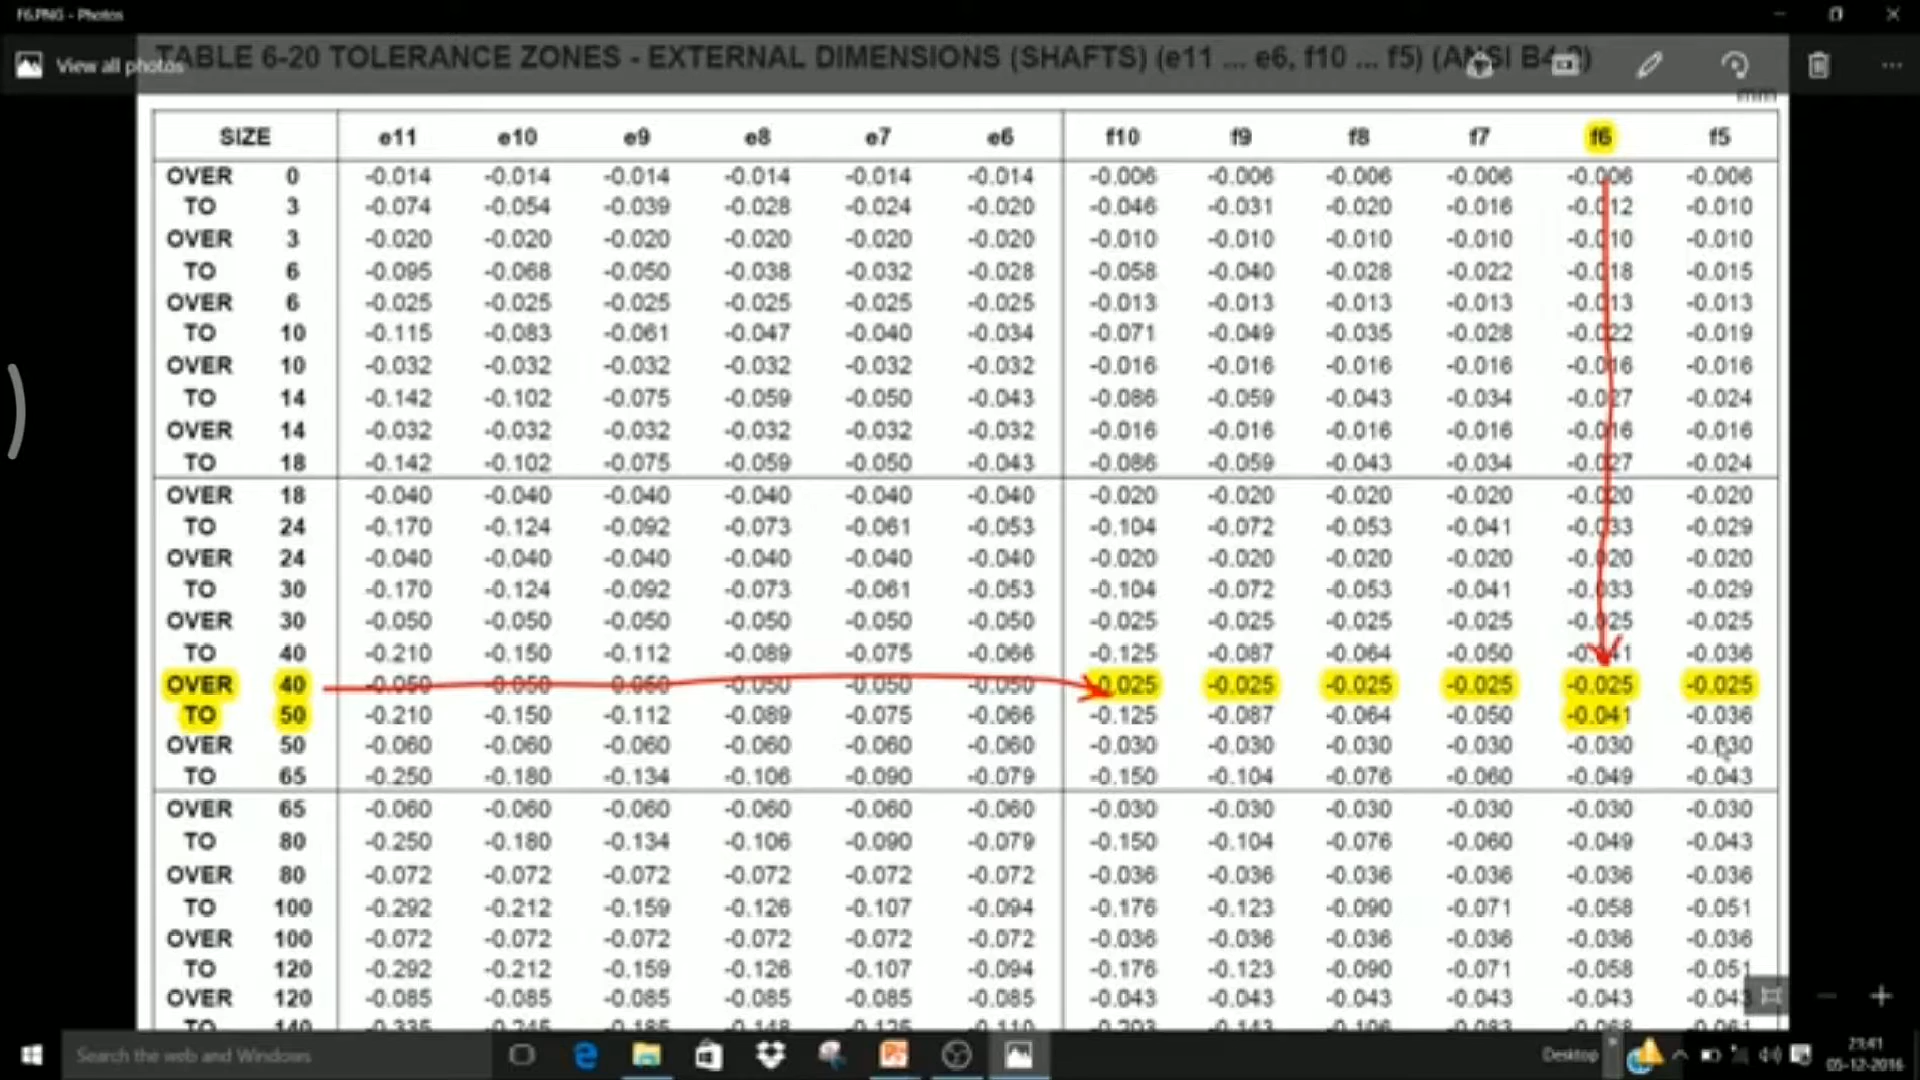 F6.PNG - Photos
View all photos
TABLE 6-20 TOLERANCE ZONES - EXTERNAL DIMENSIONS (SHAFTS) (e11 ... e6, f10 ... f5) (ANSI B4.2)
mm
SIZE e11 e10 e9 e8 e7 e6 f10 f9 f8 f7 f6 f5
OVER 0 -0.014 -0.014 -0.014 -0.014 -0.014 -0.014 -0.006 -0.006 -0.006 -0.006 -0.006 -0.006
TO 3 -0.074 -0.054 -0.039 -0.028 -0.024 -0.020 -0.046 -0.031 -0.020 -0.016 -0.012 -0.010
OVER 3 -0.020 -0.020 -0.020 -0.020 -0.020 -0.020 -0.010 -0.010 -0.010 -0.010 -0.010 -0.010
TO 6 -0.095 -0.068 -0.050 -0.038 -0.032 -0.028 -0.058 -0.040 -0.028 -0.022 -0.018 -0.015
OVER 6 -0.025 -0.025 -0.025 -0.025 -0.025 -0.025 -0.013 -0.013 -0.013 -0.013 -0.013 -0.013
TO 10 -0.115 -0.083 -0.061 -0.047 -0.040 -0.034 -0.071 -0.049 -0.035 -0.028 -0.022 -0.019
OVER 10 -0.032 -0.032 -0.032 -0.032 -0.032 -0.032 -0.016 -0.016 -0.016 -0.016 -0.016 -0.016
TO 14 -0.142 -0.102 -0.075 -0.059 -0.050 -0.043 -0.086 -0.059 -0.043 -0.034 -0.027 -0.024
OVER 14 -0.032 -0.032 -0.032 -0.032 -0.032 -0.032 -0.016 -0.016 -0.016 -0.016 -0.016 -0.016
TO 18 -0.142 -0.102 -0.075 -0.059 -0.050 -0.043 -0.086 -0.059 -0.043 -0.034 -0.027 -0.024
OVER 18 -0.040 -0.040 -0.040 -0.040 -0.040 -0.040 -0.020 -0.020 -0.020 -0.020 -0.020 -0.020
TO 24 -0.170 -0.124 -0.092 -0.073 -0.061 -0.053 -0.104 -0.072 -0.053 -0.041 -0.033 -0.029
OVER 24 -0.040 -0.040 -0.040 -0.040 -0.040 -0.040 -0.020 -0.020 -0.020 -0.020 -0.020 -0.020
TO 30 -0.170 -0.124 -0.092 -0.073 -0.061 -0.053 -0.104 -0.072 -0.053 -0.041 -0.033 -0.029
OVER 30 -0.050 -0.050 -0.050 -0.050 -0.050 -0.050 -0.025 -0.025 -0.025 -0.025 -0.025 -0.025
TO 40 -0.210 -0.150 -0.112 -0.089 -0.075 -0.066 -0.125 -0.087 -0.064 -0.050 -0.041 -0.036
OVER 40 -0.050 -0.050 -0.050 -0.050 -0.050 -0.050 -0.025 -0.025 -0.025 -0.025 -0.025 -0.025
TO 50 -0.210 -0.150 -0.112 -0.089 -0.075 -0.066 -0.125 -0.087 -0.064 -0.050 -0.041 -0.036
OVER 50 -0.060 -0.060 -0.060 -0.060 -0.060 -0.060 -0.030 -0.030 -0.030 -0.030 -0.030 -0.030
TO 65 -0.250 -0.180 -0.134 -0.106 -0.090 -0.079 -0.150 -0.104 -0.076 -0.060 -0.049 -0.043
OVER 65 -0.060 -0.060 -0.060 -0.060 -0.060 -0.060 -0.030 -0.030 -0.030 -0.030 -0.030 -0.030
TO 80 -0.250 -0.180 -0.134 -0.106 -0.090 -0.079 -0.150 -0.104 -0.076 -0.060 -0.049 -0.043
OVER 80 -0.072 -0.072 -0.072 -0.072 -0.072 -0.072 -0.036 -0.036 -0.036 -0.036 -0.036 -0.036
TO 100 -0.292 -0.212 -0.159 -0.126 -0.107 -0.094 -0.176 -0.123 -0.090 -0.071 -0.058 -0.051
OVER 100 -0.072 -0.072 -0.072 -0.072 -0.072 -0.072 -0.036 -0.036 -0.036 -0.036 -0.036 -0.036
TO 120 -0.292 -0.212 -0.159 -0.126 -0.107 -0.094 -0.176 -0.123 -0.090 -0.071 -0.058 -0.051
OVER 120 -0.085 -0.085 -0.085 -0.085 -0.085 -0.085 -0.043 -0.043 -0.043 -0.043 -0.043 -0.043
TO 140
Search the web and Windows
Desktop
21:41
05-12-2016